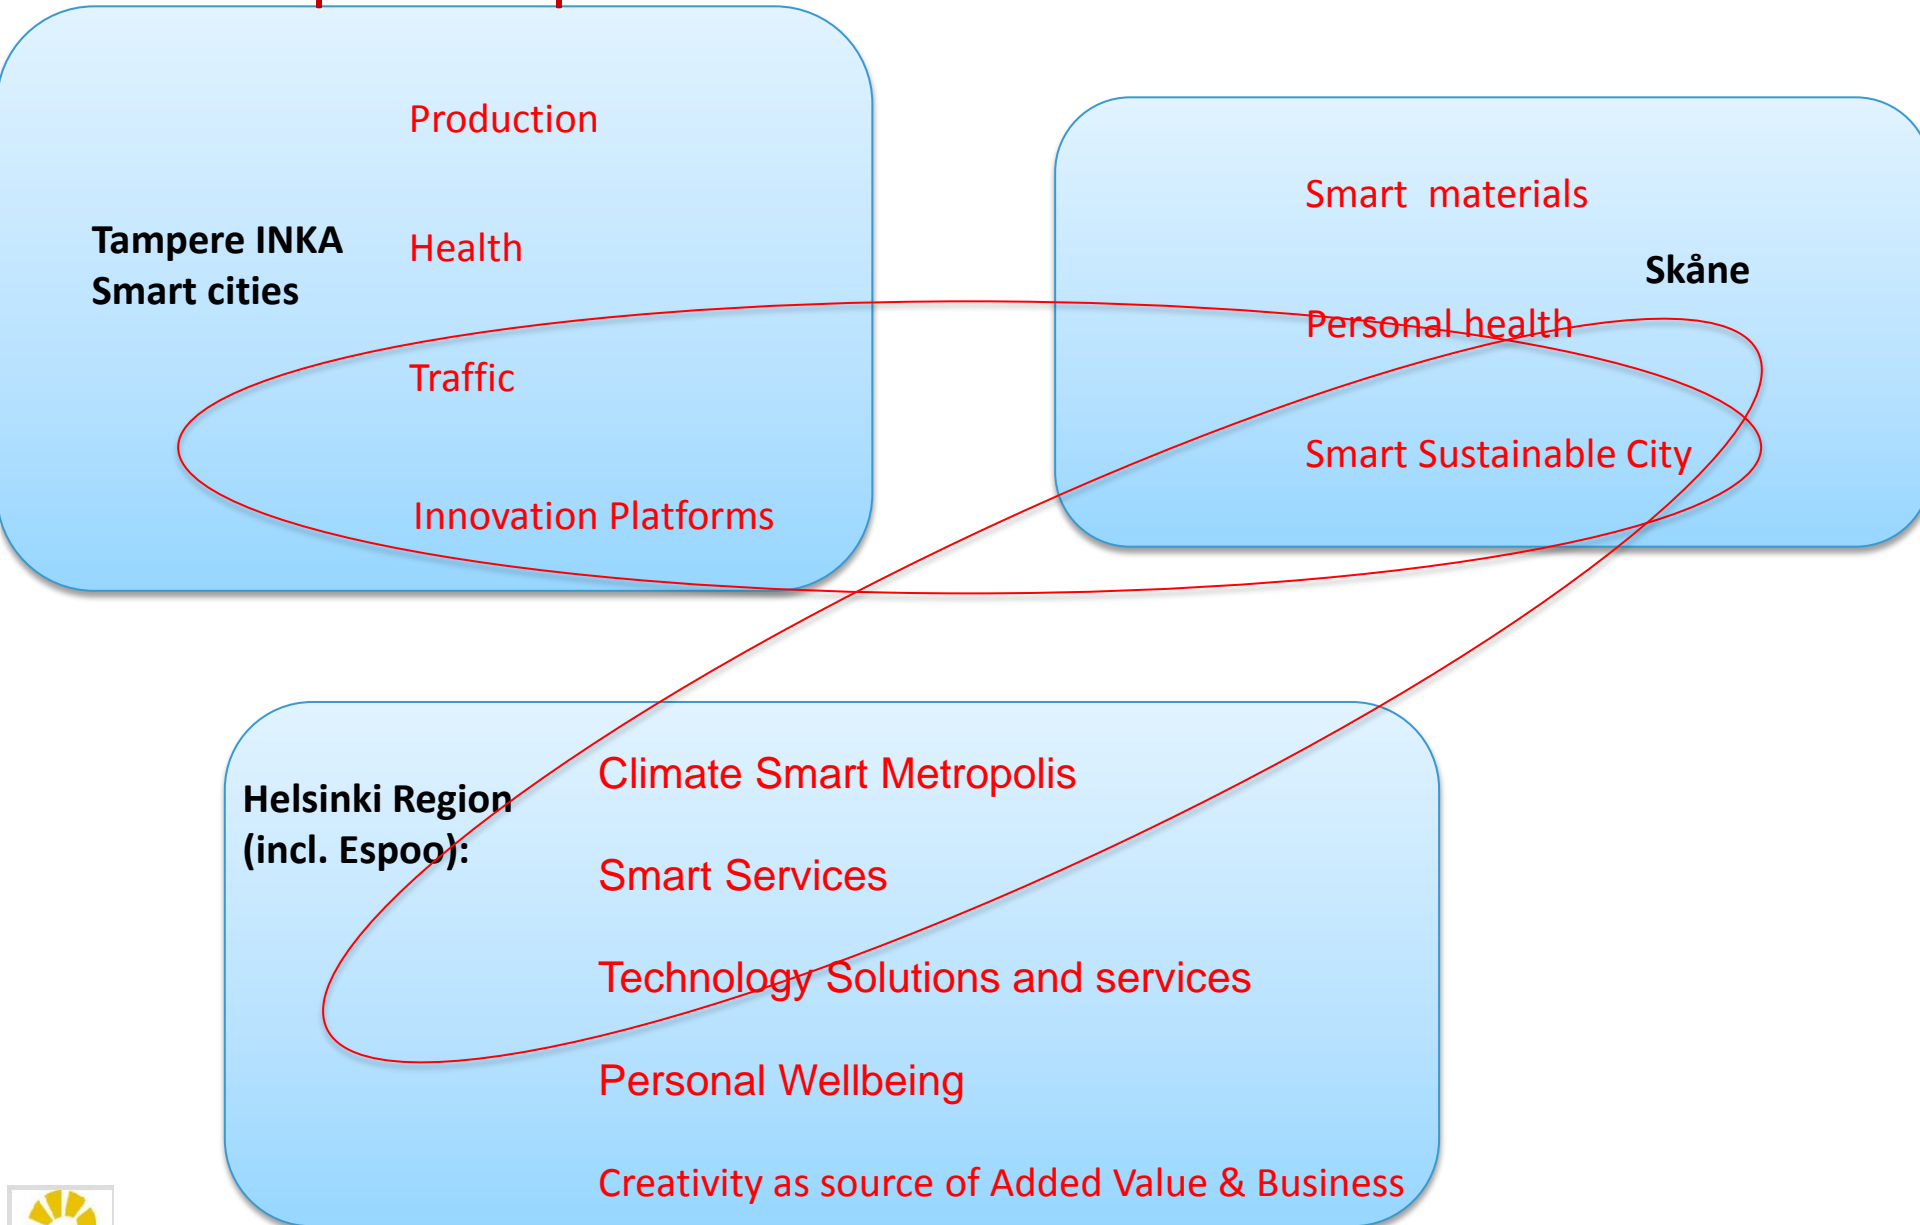 Production
Tampere INKA
Smart cities
Health
Traffic
Innovation Platforms
Smart  materials
Skåne
Personal health
Smart Sustainable City
Helsinki Region
(incl. Espoo):
Climate Smart Metropolis
Smart Services
Technology Solutions and services
Personal Wellbeing
Creativity as source of Added Value & Business